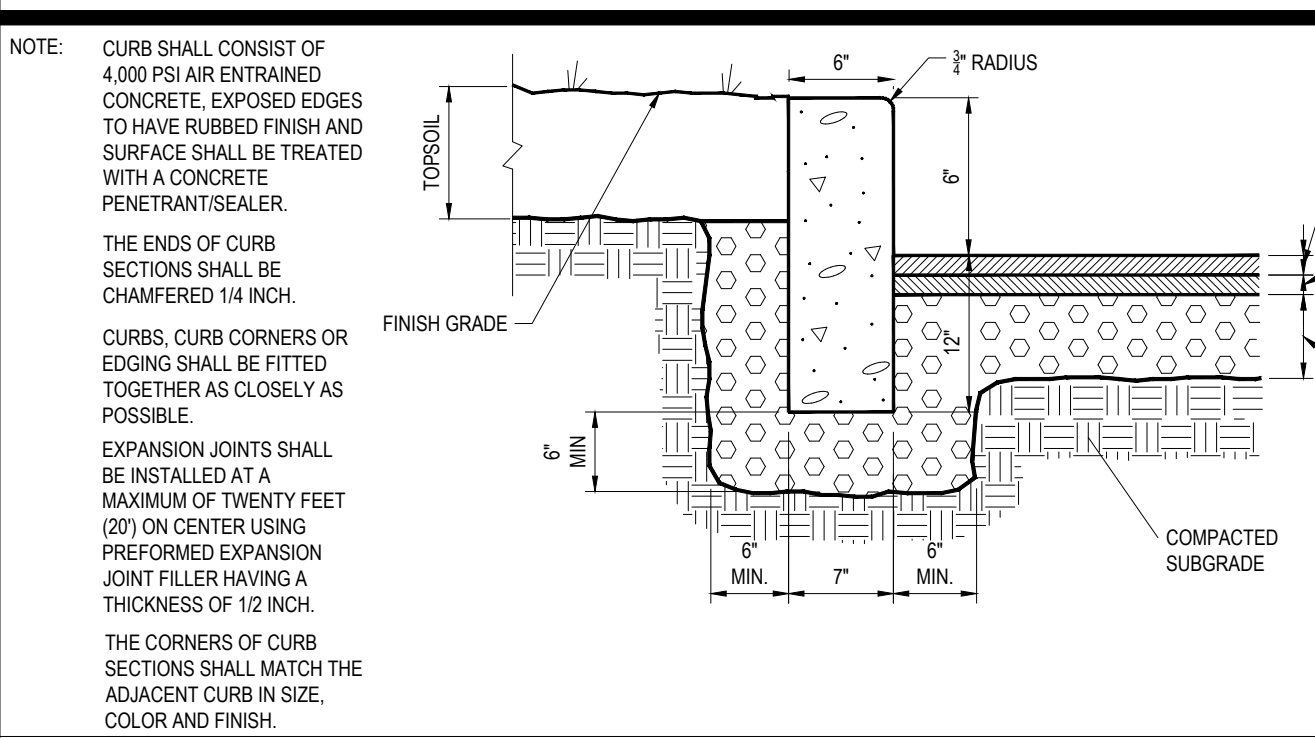 NOTE:
CURB SHALL CONSIST OF
4,000 PSI AIR ENTRAINED
CONCRETE, EXPOSED EDGES
TO HAVE RUBBED FINISH AND
SURFACE SHALL BE TREATED
WITH A CONCRETE
PENETRANT/SEALER.
THE ENDS OF CURB
SECTIONS SHALL BE
CHAMFERED 1/4 INCH.
CURBS, CURB CORNERS OR
EDGING SHALL BE FITTED
TOGETHER AS CLOSELY AS
POSSIBLE.
EXPANSION JOINTS SHALL
BE INSTALLED AT A
MAXIMUM OF TWENTY FEET
(20') ON CENTER USING
PREFORMED EXPANSION
JOINT FILLER HAVING A
THICKNESS OF 1/2 INCH.
THE CORNERS OF CURB
SECTIONS SHALL MATCH THE
ADJACENT CURB IN SIZE,
COLOR AND FINISH.
6"
3/4" RADIUS
TOPSOIL
6"
FINISH GRADE
12"
6"
MIN
COMPACTED
SUBGRADE
6"
MIN.
7"
6"
MIN.